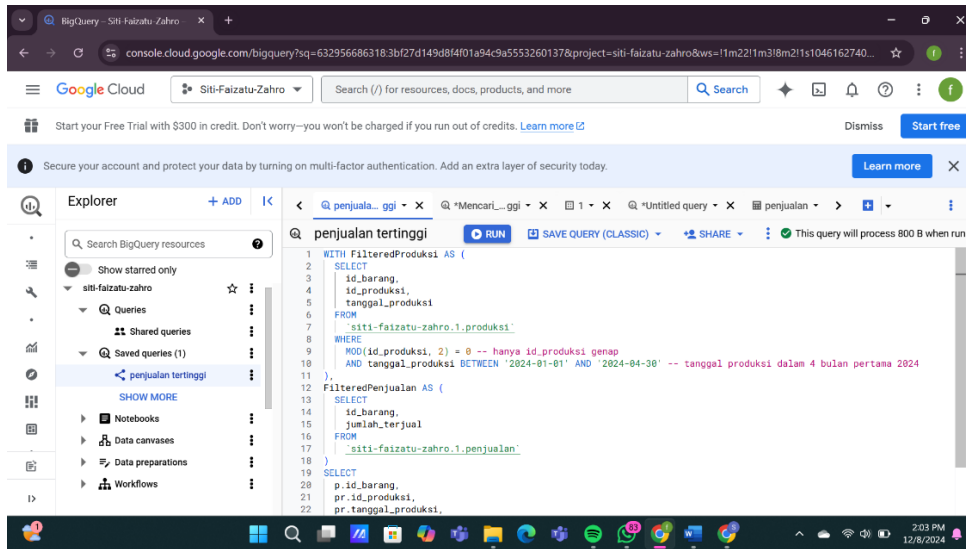 BigQuery – Siti-Faizatu-Zahro –
console.cloud.google.com/bigquery?sq=632956686318:3bf27d149d8f4f01a94c9a5553260137&project=siti-faizatu-zahro&ws=!1m22!1m3!8m2!1s1046162740...
f
Google Cloud
Siti-Faizatu-Zahro
Search (/) for resources, docs, products, and more
Search
f
Start your Free Trial with $300 in credit. Don't worry—you won't be charged if you run out of credits. Learn more
Dismiss
Start free
Secure your account and protect your data by turning on multi-factor authentication. Add an extra layer of security today.
Learn more
Explorer
+ ADD
penjuala... ggi
*Mencari_...ggi
1
*Untitled query
penjualan
Search BigQuery resources
Show starred only
siti-faizatu-zahro
Queries
Shared queries
Saved queries (1)
penjualan tertinggi
SHOW MORE
Notebooks
Data canvases
Data preparations
Workflows
penjualan tertinggi
RUN
SAVE QUERY (CLASSIC)
SHARE
This query will process 800 B when run
1 WITH FilteredProduksi AS (
2 SELECT
3 id_barang,
4 id_produksi,
5 tanggal_produksi
6 FROM
7 `siti-faizatu-zahro.1.produksi`
8 WHERE
9 MOD(id_produksi, 2) = 0 -- hanya id_produksi genap
10 AND tanggal_produksi BETWEEN '2024-01-01' AND '2024-04-30' -- tanggal produksi dalam 4 bulan pertama 2024
11 ),
12 FilteredPenjualan AS (
13 SELECT
14 id_barang,
15 jumlah_terjual
16 FROM
17 `siti-faizatu-zahro.1.penjualan`
18 )
19 SELECT
20 p.id_barang,
21 pr.id_produksi,
22 pr.tanggal_produksi,
1
83
2:03 PM
12/8/2024